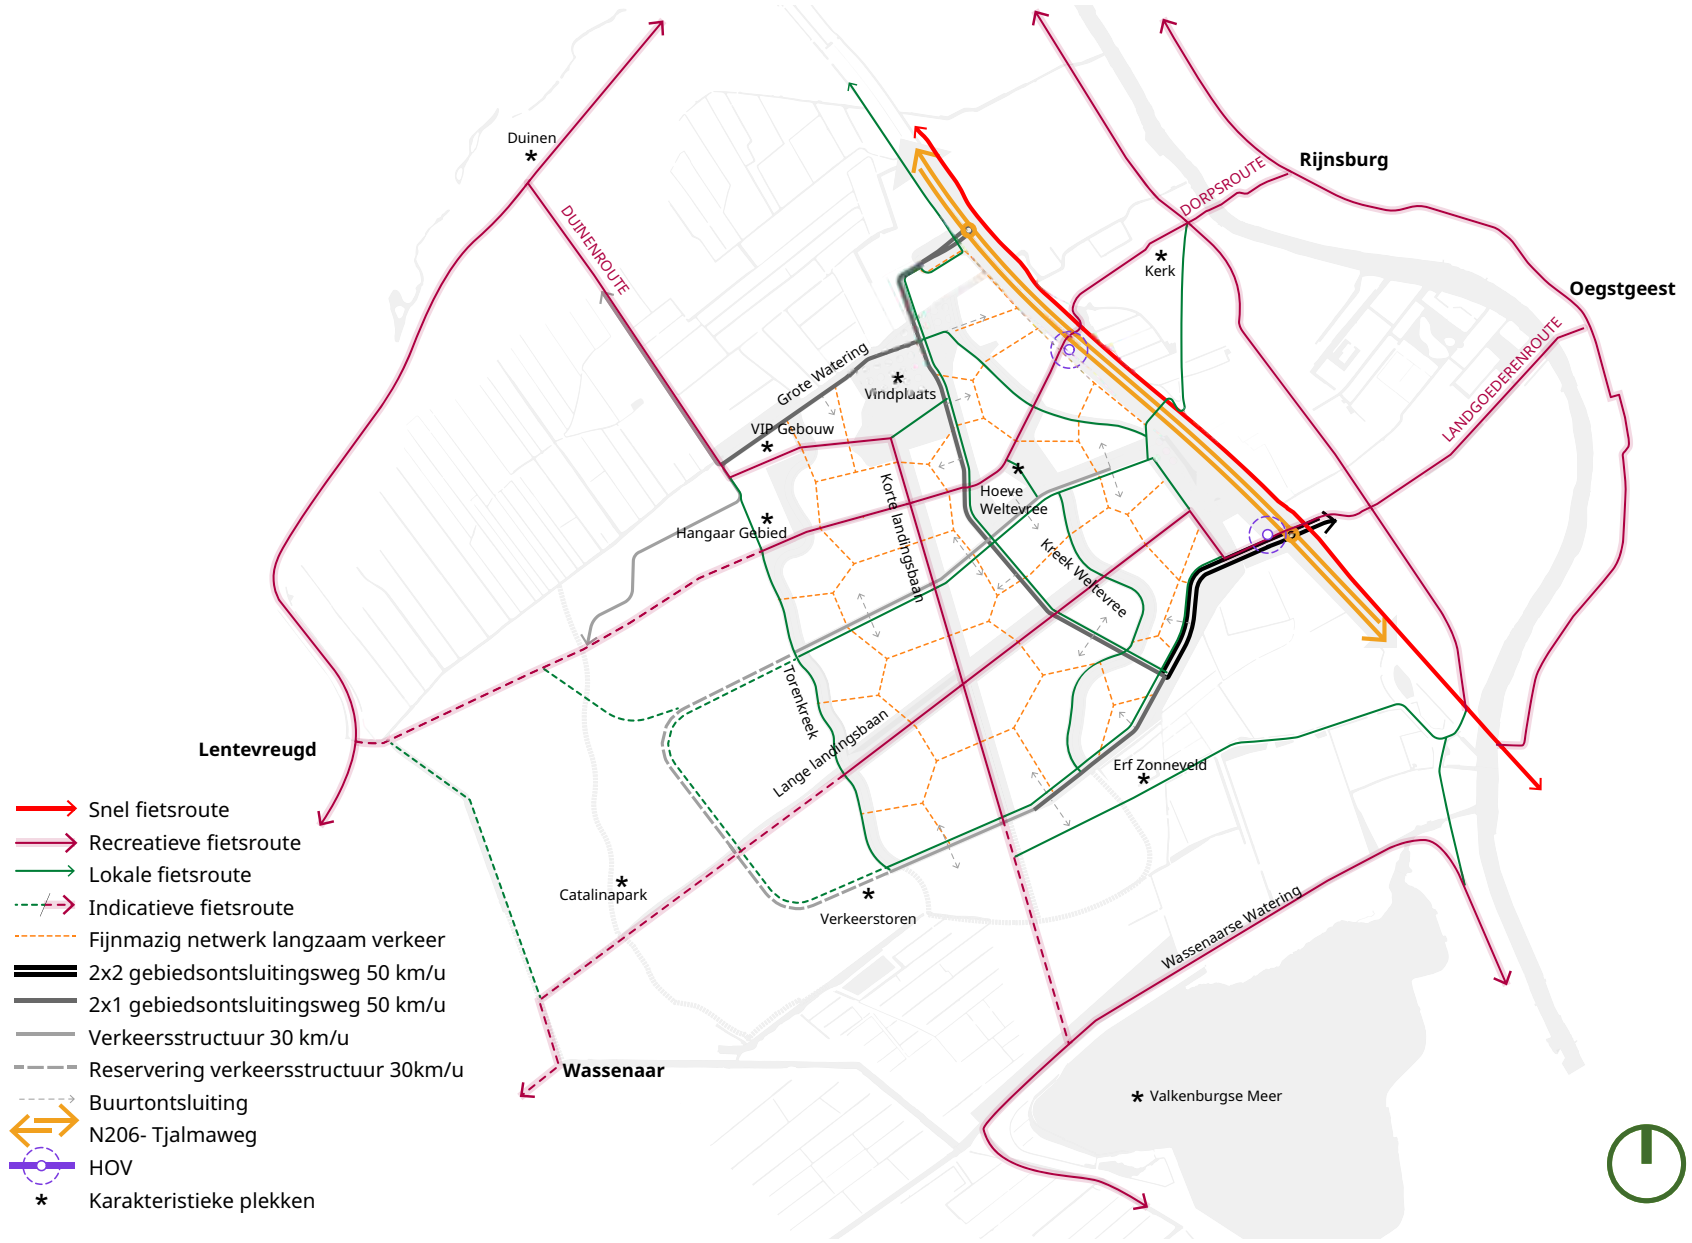 Duinen
DUINENROUTE
DORPSROUTE
Rijnsburg
Kerk
Oegstgeest
LANDGOEDERENROUTE
Grote Watering
Vindplaats
VIP Gebouw
Hangaar Gebied
Korte landingsbaan
Hoeve
Weltevree
Kreek Weltevree
Torenkreek
Lange landingsbaan
Erf Zonneveld
Lentevreugd
Catalinapark
Verkeerstoren
Wassenaarse Watering
Wassenaar
Valkenburgse Meer
Snel fietsroute
Recreatieve fietsroute
Lokale fietsroute
Indicatieve fietsroute
Fijnmazig netwerk langzaam verkeer
2x2 gebiedsontsluitingsweg 50 km/u
2x1 gebiedsontsluitingsweg 50 km/u
Verkeersstructuur 30 km/u
Reservering verkeersstructuur 30km/u
Buurtontsluiting
N206- Tjalmaweg
HOV
Karakteristieke plekken